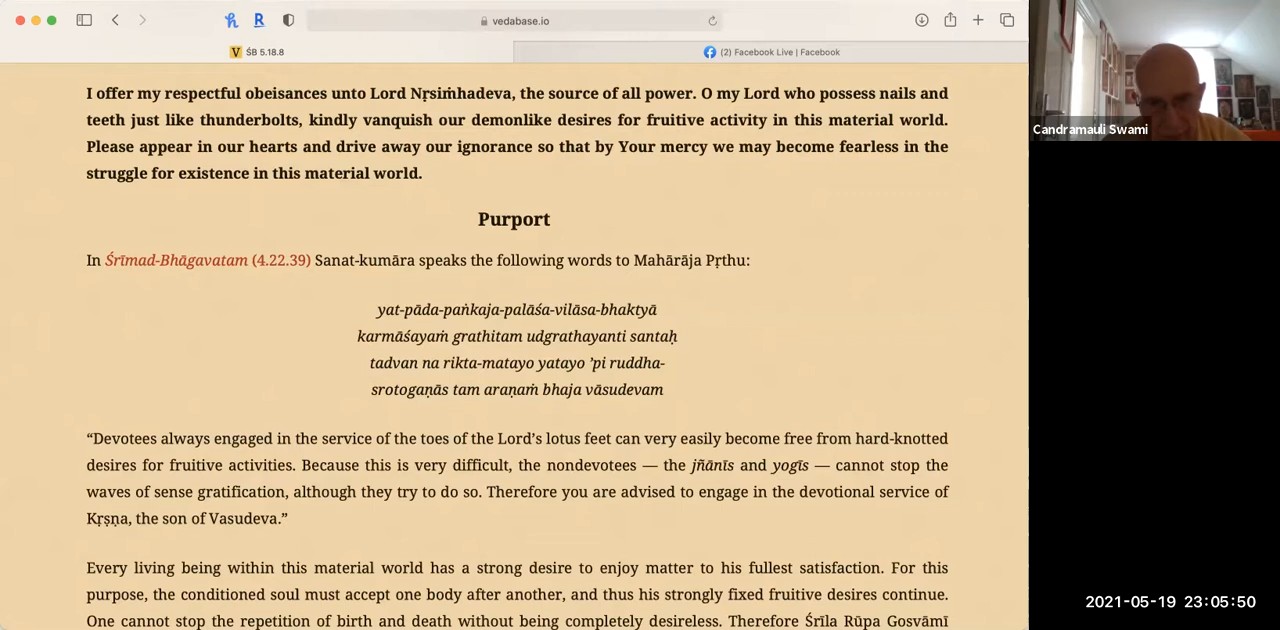 vedabase.io
ŚB 5.18.8
(2) Facebook Live | Facebook
I offer my respectful obeisances unto Lord Nṛsiṁhadeva, the source of all power. O my Lord who possess nails and
teeth just like thunderbolts, kindly vanquish our demonlike desires for fruitive activity in this material world.
Please appear in our hearts and drive away our ignorance so that by Your mercy we may become fearless in the
struggle for existence in this material world.
Purport
In Śrīmad-Bhāgavatam (4.22.39) Sanat-kumāra speaks the following words to Mahārāja Pṛthu:
yat-pāda-paṅkaja-palāśa-vilāsa-bhaktyā
karmāśayaṁ grathitam udgrathayanti santaḥ
tadvan na rikta-matayo yatayo ’pi ruddha-
srotogaṇās tam araṇaṁ bhaja vāsudevam
“Devotees always engaged in the service of the toes of the Lord’s lotus feet can very easily become free from hard-knotted
desires for fruitive activities. Because this is very difficult, the nondevotees — the jñānīs and yogīs — cannot stop the
waves of sense gratification, although they try to do so. Therefore you are advised to engage in the devotional service of
Kṛṣṇa, the son of Vasudeva.”
Every living being within this material world has a strong desire to enjoy matter to his fullest satisfaction. For this
purpose, the conditioned soul must accept one body after another, and thus his strongly fixed fruitive desires continue.
One cannot stop the repetition of birth and death without being completely desireless. Therefore Śrīla Rūpa Gosvāmī
Candramauli Swami
2021-05-19 23:05:50